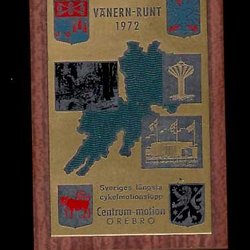 VÄNERN-RUNT
1972
Sveriges längsta
cykelmotionslopp
Centrum-motion
ÖREBRO